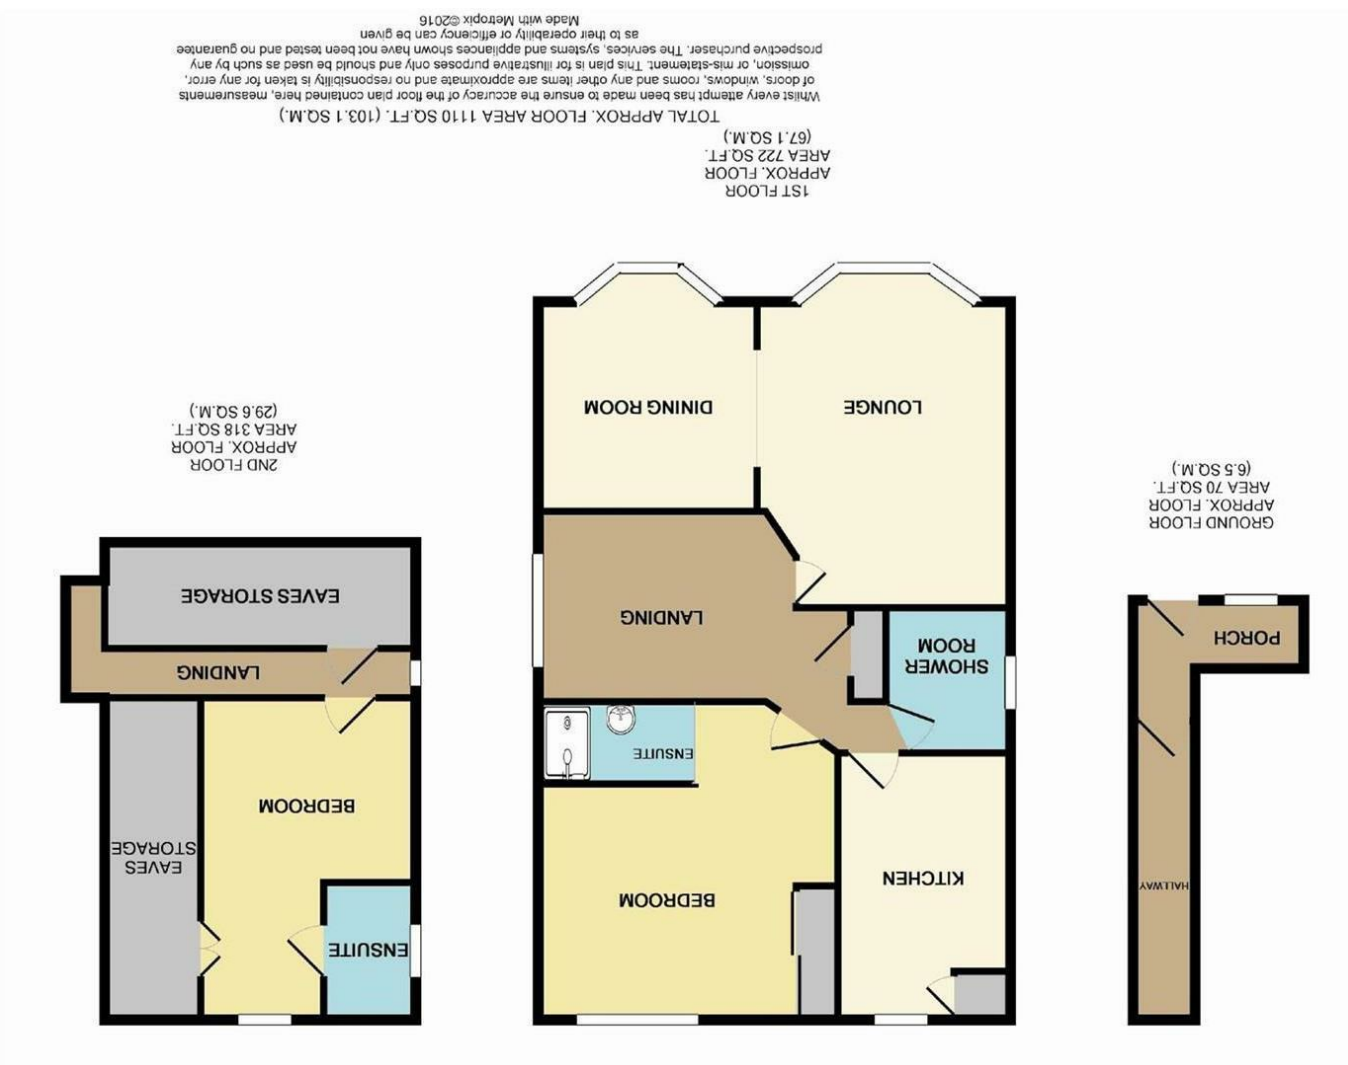 HALLWAY
PORCH
GROUND FLOOR
APPROX. FLOOR
AREA 70 SQ.FT.
(6.5 SQ.M.)
BEDROOM
KITCHEN
ENSUITE
SHOWER
ROOM
LANDING
LOUNGE
DINING ROOM
1ST FLOOR
APPROX. FLOOR
AREA 722 SQ.FT.
(67.1 SQ.M.)
ENSUITE
EAVES
STORAGE
BEDROOM
LANDING
EAVES STORAGE
2ND FLOOR
APPROX. FLOOR
AREA 318 SQ.FT.
(29.6 SQ.M.)
TOTAL APPROX. FLOOR AREA 1110 SQ.FT. (103.1 SQ.M.)
Whilst every attempt has been made to ensure the accuracy of the floor plan contained here, measurements
of doors, windows, rooms and any other items are approximate and no responsibility is taken for any error,
omission, or mis-statement. This plan is for illustrative purposes only and should be used as such by any
prospective purchaser. The services, systems and appliances shown have not been tested and no guarantee
as to their operability or efficiency can be given
Made with Metropix ©2016